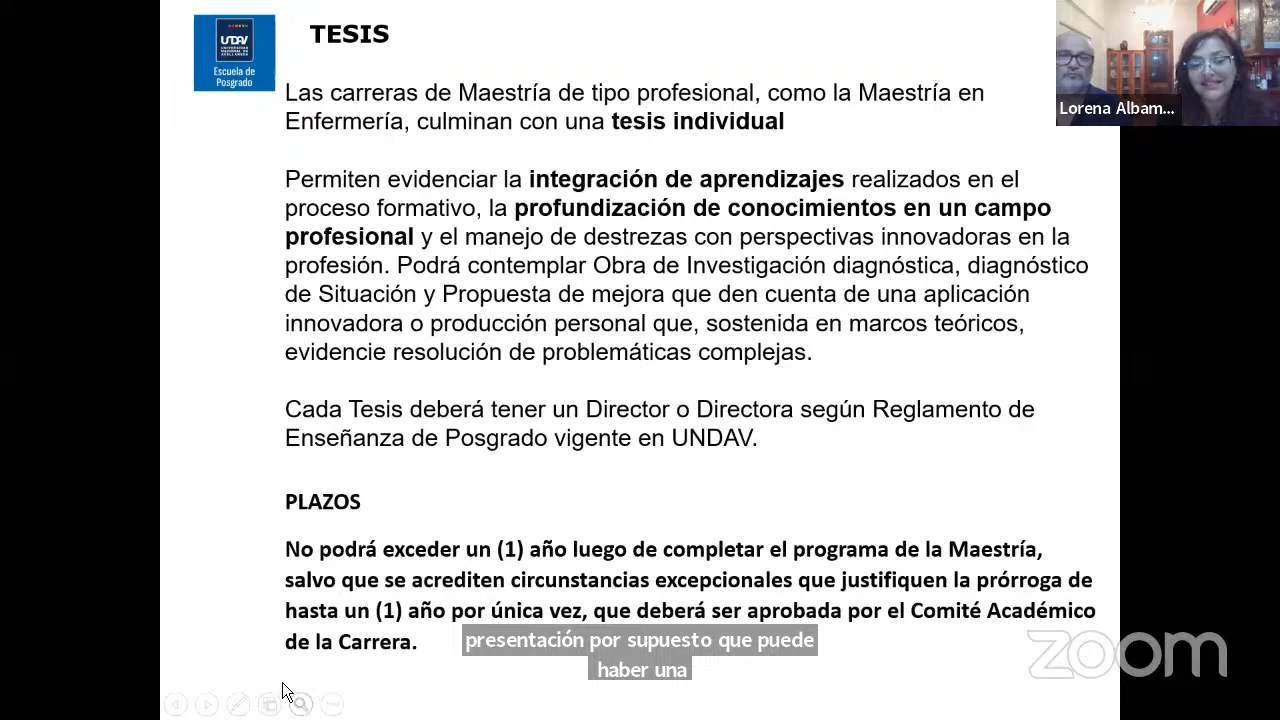 UNDAV
UNIVERSIDAD
NACIONAL DE
AVELLANEDA
Escuela de
Posgrado
TESIS
Lorena Albam...
Las carreras de Maestría de tipo profesional, como la Maestría en
Enfermería, culminan con una tesis individual
Permiten evidenciar la integración de aprendizajes realizados en el
proceso formativo, la profundización de conocimientos en un campo
profesional y el manejo de destrezas con perspectivas innovadoras en la
profesión. Podrá contemplar Obra de Investigación diagnóstica, diagnóstico
de Situación y Propuesta de mejora que den cuenta de una aplicación
innovadora o producción personal que, sostenida en marcos teóricos,
evidencie resolución de problemáticas complejas.
Cada Tesis deberá tener un Director o Directora según Reglamento de
Enseñanza de Posgrado vigente en UNDAV.
PLAZOS
No podrá exceder un (1) año luego de completar el programa de la Maestría,
salvo que se acrediten circunstancias excepcionales que justifiquen la prórroga de
hasta un (1) año por única vez, que deberá ser aprobada por el Comité Académico
de la Carrera.
presentación por supuesto que puede
haber una
zoom